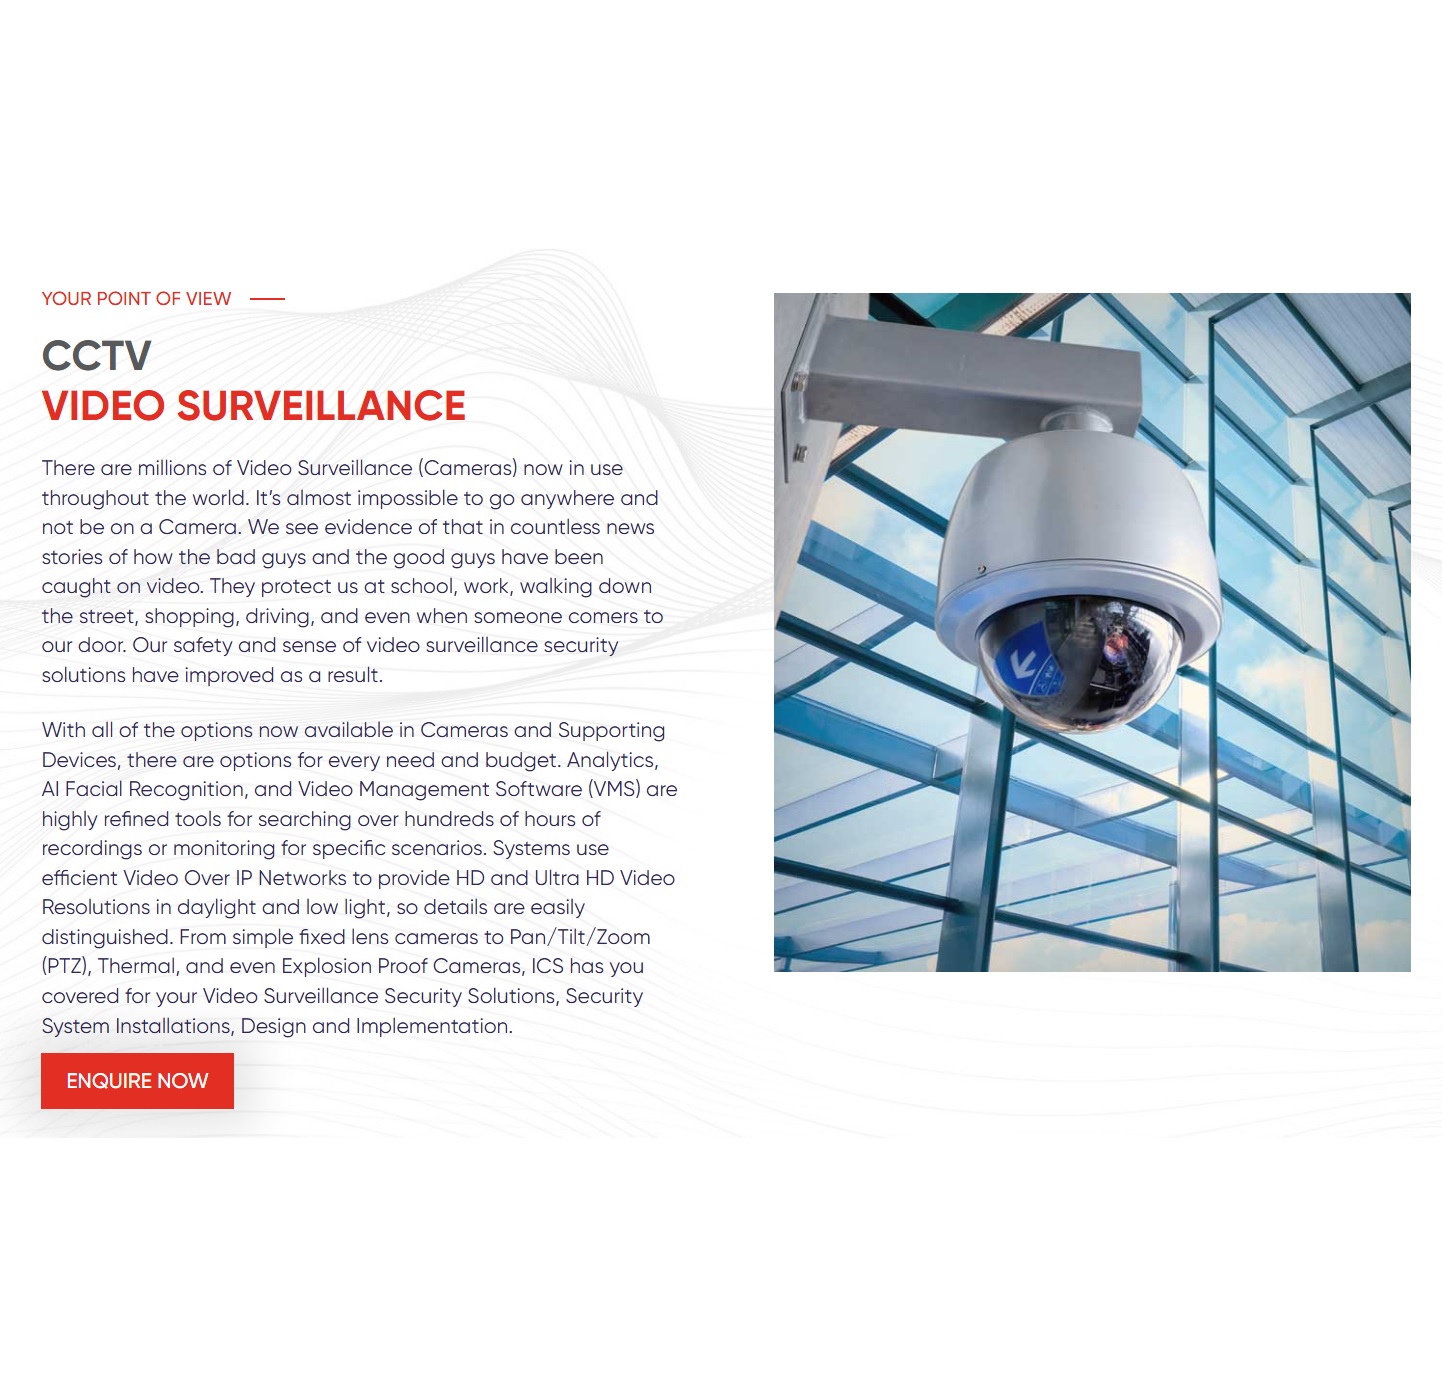 YOUR POINT OF VIEW
CCTV
VIDEO SURVEILLANCE
There are millions of Video Surveillance (Cameras) now in use
throughout the world. It’s almost impossible to go anywhere and
not be on a Camera. We see evidence of that in countless news
stories of how the bad guys and the good guys have been
caught on video. They protect us at school, work, walking down
the street, shopping, driving, and even when someone comers to
our door. Our safety and sense of video surveillance security
solutions have improved as a result.
With all of the options now available in Cameras and Supporting
Devices, there are options for every need and budget. Analytics,
AI Facial Recognition, and Video Management Software (VMS) are
highly refined tools for searching over hundreds of hours of
recordings or monitoring for specific scenarios. Systems use
efficient Video Over IP Networks to provide HD and Ultra HD Video
Resolutions in daylight and low light, so details are easily
distinguished. From simple fixed lens cameras to Pan/Tilt/Zoom
(PTZ), Thermal, and even Explosion Proof Cameras, ICS has you
covered for your Video Surveillance Security Solutions, Security
System Installations, Design and Implementation.
ENQUIRE NOW